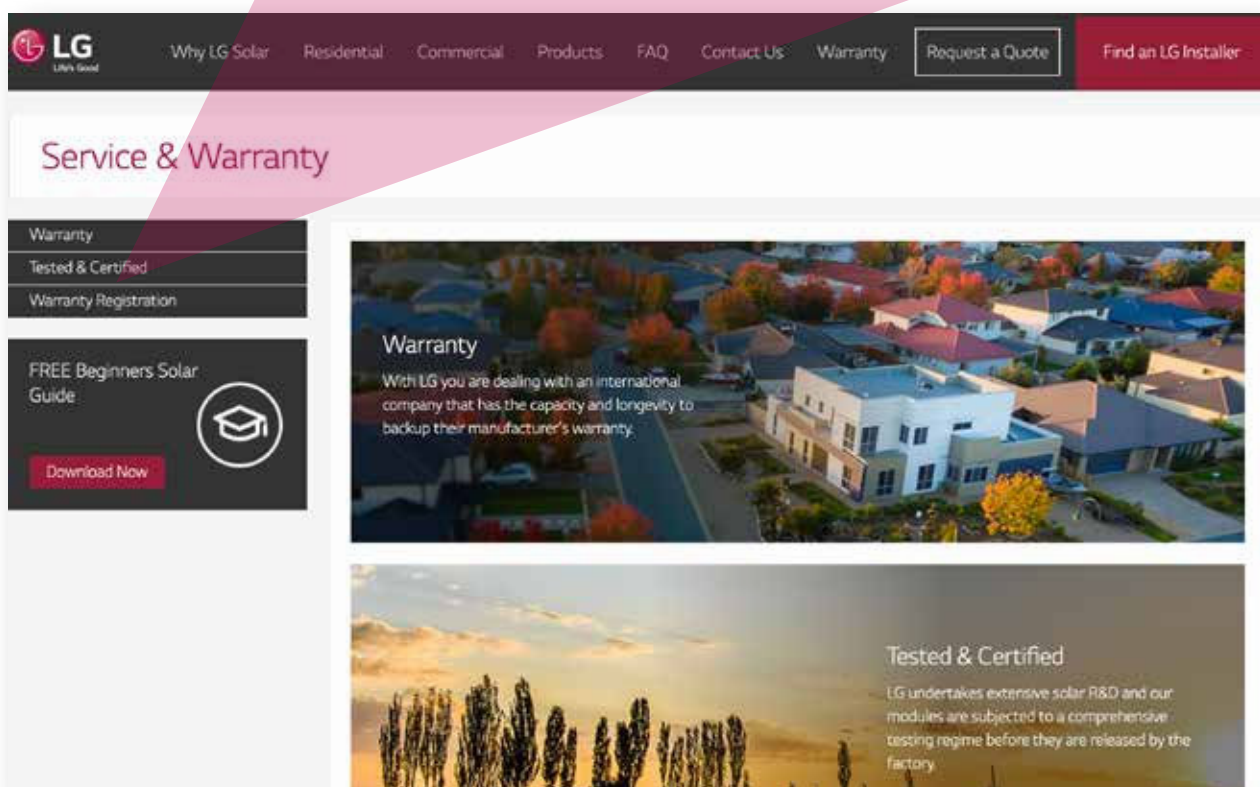 LG
Life's Good
Why LG Solar
Residential
Commercial
Products
FAQ
Contact Us
Warranty
Request a Quote
Find an LG Installer
Service & Warranty
Warranty
Tested & Certified
Warranty Registration
FREE Beginners Solar
Guide
Download Now
Warranty
With LG you are dealing with an international
company that has the capacity and longevity to
backup their manufacturer's warranty.
Tested & Certified
LG undertakes extensive solar R&D and our
modules are subjected to a comprehensive
testing regime before they are released by the
factory.